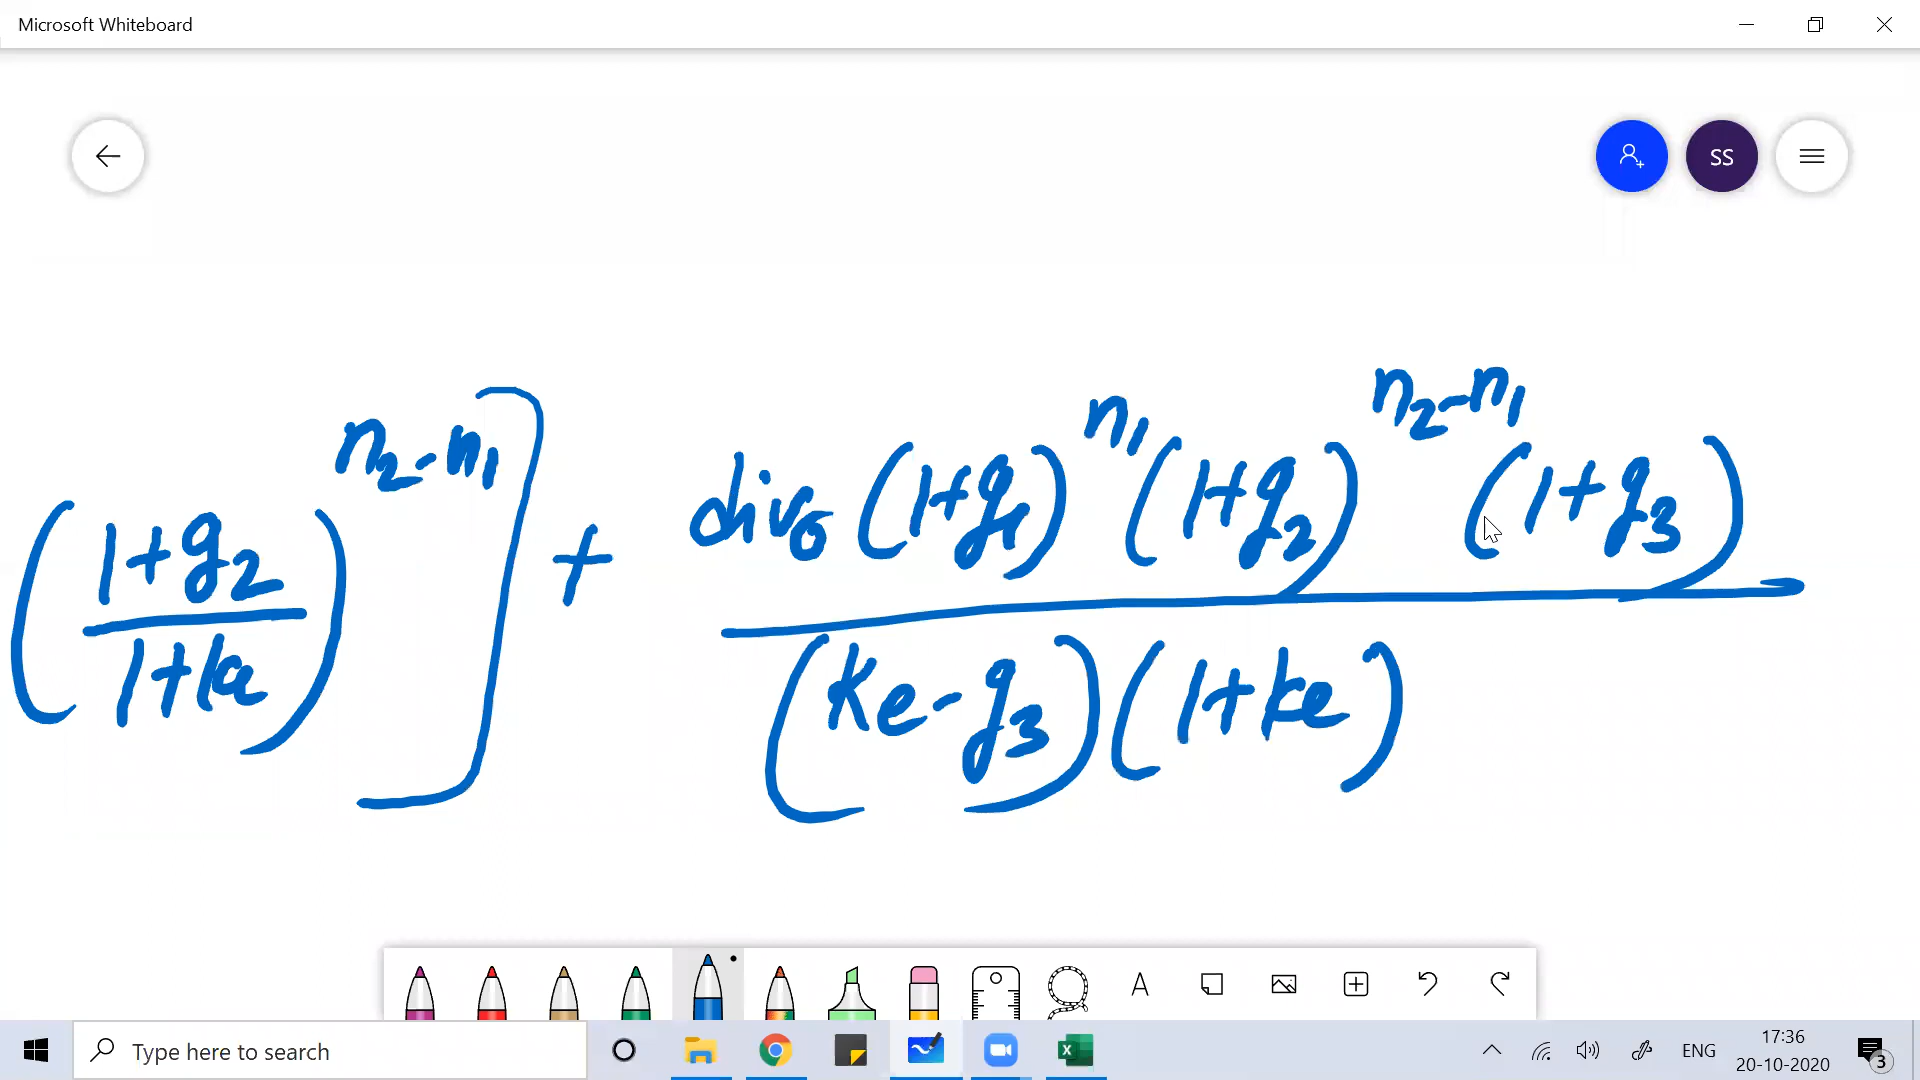 Microsoft Whiteboard
SS
(1+g2 / 1+ke)^n2-n1 ] + div0 (1+g1)^n1 (1+g2)^n2-n1 (1+g3)
(ke-g3)(1+ke)
A
Type here to search
ENG
17:36
20-10-2020
3